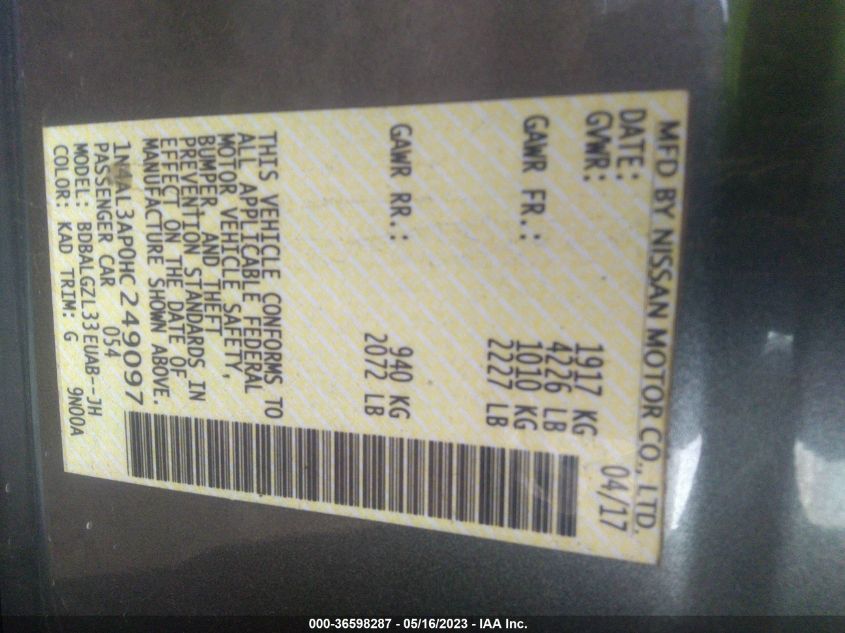 MFD BY NISSAN MOTOR CO., LTD.
DATE: 04/17
GVWR: 1917 KG
4226 LB
GAWR FR.: 1010 KG
2227 LB
GAWR RR.: 940 KG
2072 LB
THIS VEHICLE CONFORMS TO
ALL APPLICABLE FEDERAL
MOTOR VEHICLE SAFETY,
BUMPER, AND THEFT
PREVENTION STANDARDS IN
EFFECT ON THE DATE OF
MANUFACTURE SHOWN ABOVE.
1N4AL3AP0HC249097
PASSENGER CAR 054
MODEL: BDBALGZL33EUAB--JH
COLOR: KAD TRIM: G 9N00A
000-36598287 - 05/16/2023 - IAA Inc.